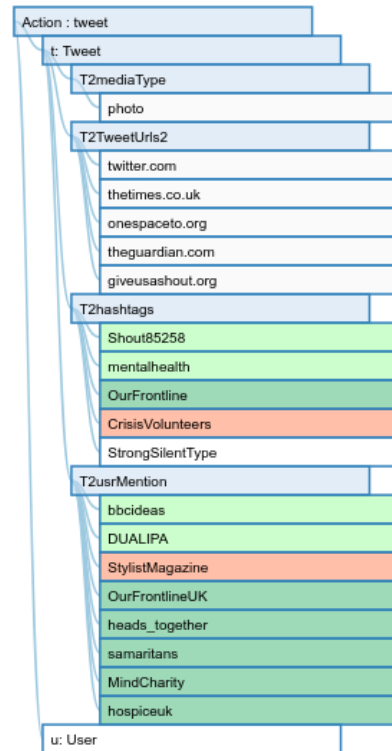 Action : tweet
t: Tweet
T2mediaType
photo
T2TweetUrls2
twitter.com
thetimes.co.uk
onespaceto.org
theguardian.com
giveusashout.org
T2hashtags
Shout85258
mentalhealth
OurFrontline
CrisisVolunteers
StrongSilentType
T2usrMention
bbcideas
DUALIPA
StylistMagazine
OurFrontlineUK
heads_together
samaritans
MindCharity
hospiceuk
u: User